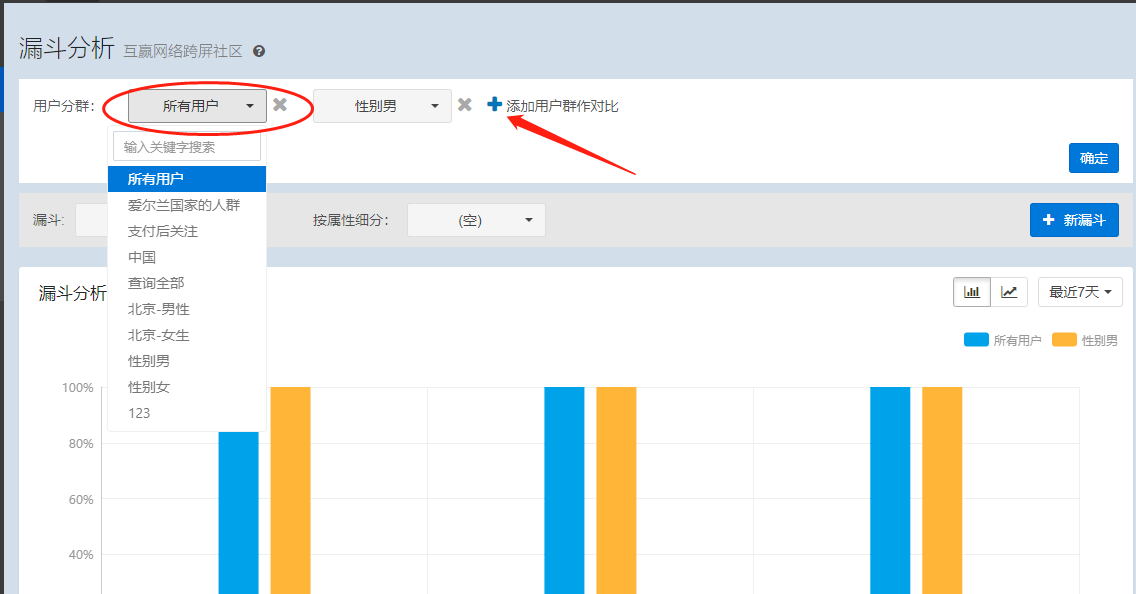 漏斗分析 互赢网络跨屏社区
用户分群: 所有用户 性别男 添加用户群作对比
输入关键字搜索
确定
所有用户
爱尔兰国家的人群
支付后关注
中国
查询全部
北京-男性
北京-女生
性别男
性别女
123
漏斗: 按属性细分: (空) 新漏斗
漏斗分析 最近7天
所有用户 性别男
100%
80%
60%
40%